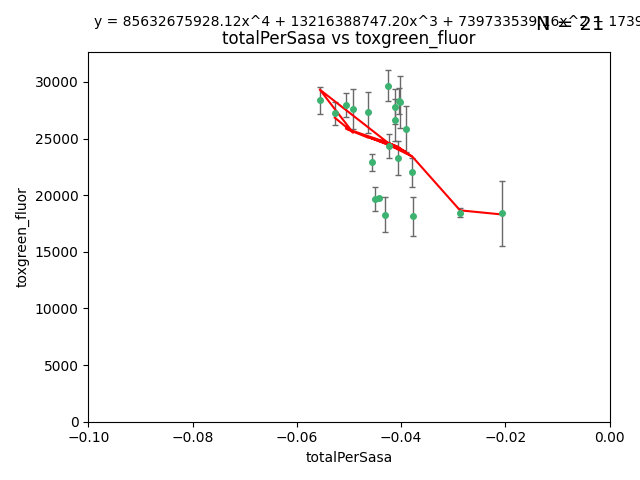 y = 85632675928.12x^4 + 13216388747.20x^3 + 739733539
N = 21
totalPerSasa vs toxgreen_fluor
30000
25000
20000
15000
10000
5000
0
toxgreen_fluor
−0.10
−0.08
−0.06
−0.04
−0.02
0.00
totalPerSasa